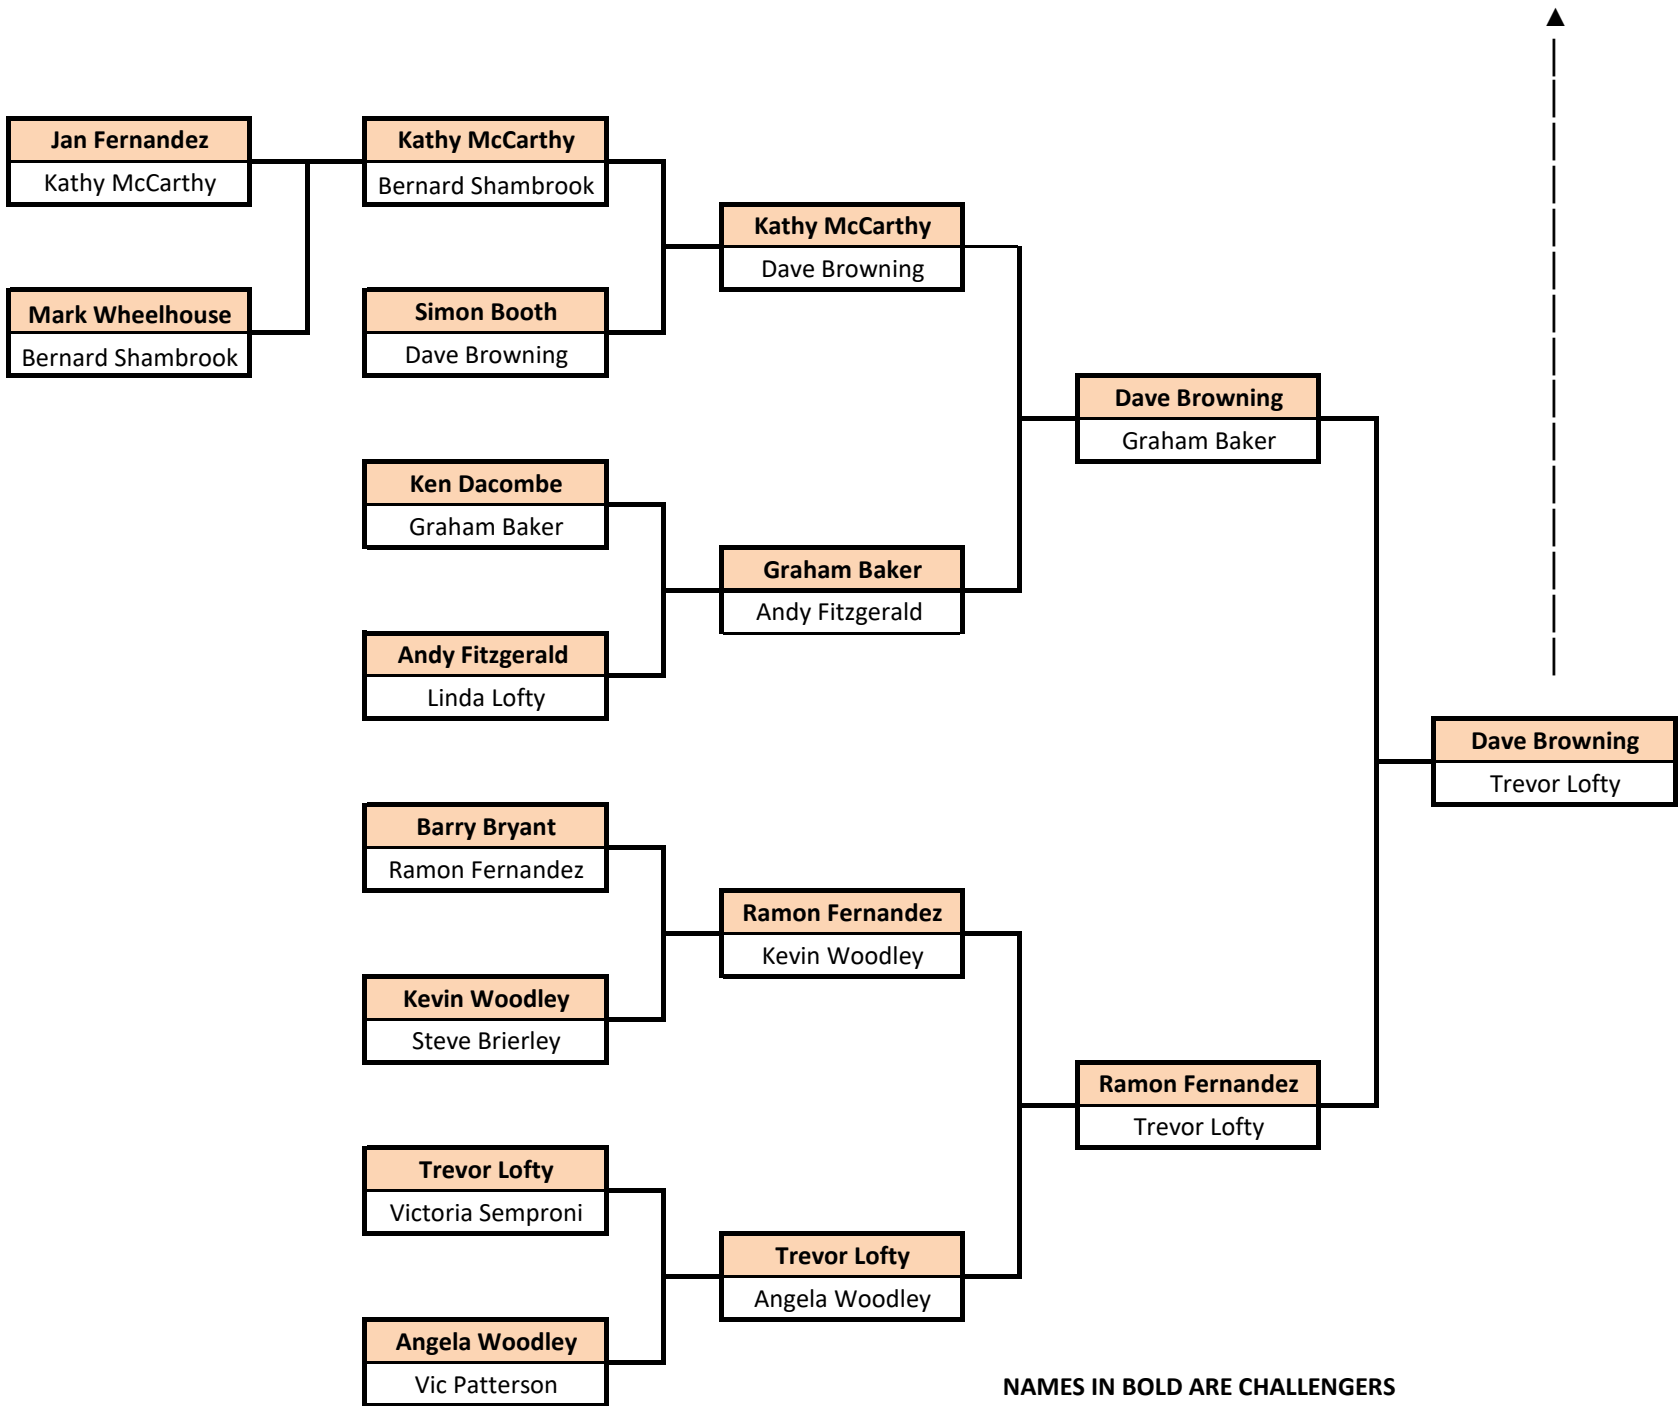 Jan Fernandez
Kathy McCarthy
Mark Wheelhouse
Bernard Shambrook
Kathy McCarthy
Bernard Shambrook
Simon Booth
Dave Browning
Ken Dacombe
Graham Baker
Andy Fitzgerald
Linda Lofty
Barry Bryant
Ramon Fernandez
Kevin Woodley
Steve Brierley
Trevor Lofty
Victoria Semproni
Angela Woodley
Vic Patterson
Kathy McCarthy
Dave Browning
Graham Baker
Andy Fitzgerald
Ramon Fernandez
Kevin Woodley
Trevor Lofty
Angela Woodley
Dave Browning
Graham Baker
Ramon Fernandez
Trevor Lofty
Dave Browning
Trevor Lofty
NAMES IN BOLD ARE CHALLENGERS